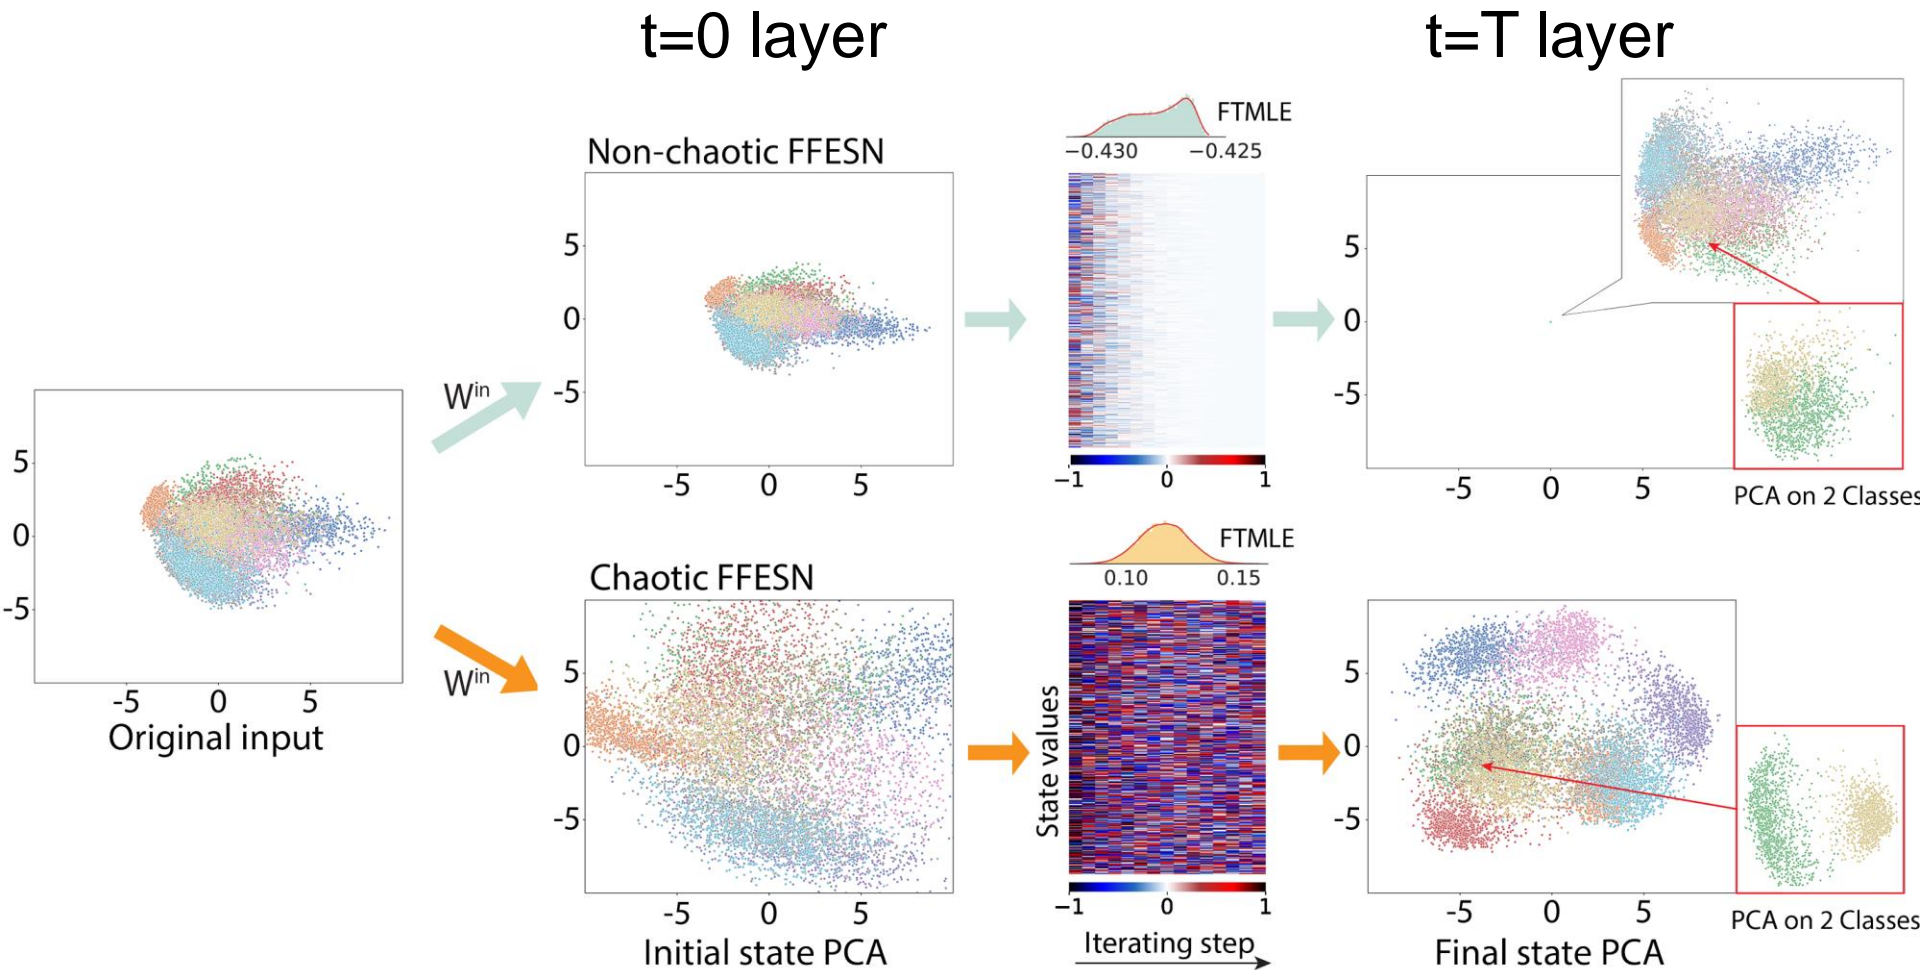 t=0 layer
t=T layer
Non-chaotic FFESN
FTMLE
−0.430 −0.425
5
0
-5
-5 0 5
−1 0 1
5
0
-5
-5 0 5
PCA on 2 Classes
W^in
5
0
-5
-5 0 5
Original input
W^in
Chaotic FFESN
FTMLE
0.10 0.15
5
0
-5
-5 0 5
Initial state PCA
State values
−1 0 1
Iterating step
5
0
-5
-5 0 5
Final state PCA
PCA on 2 Classes